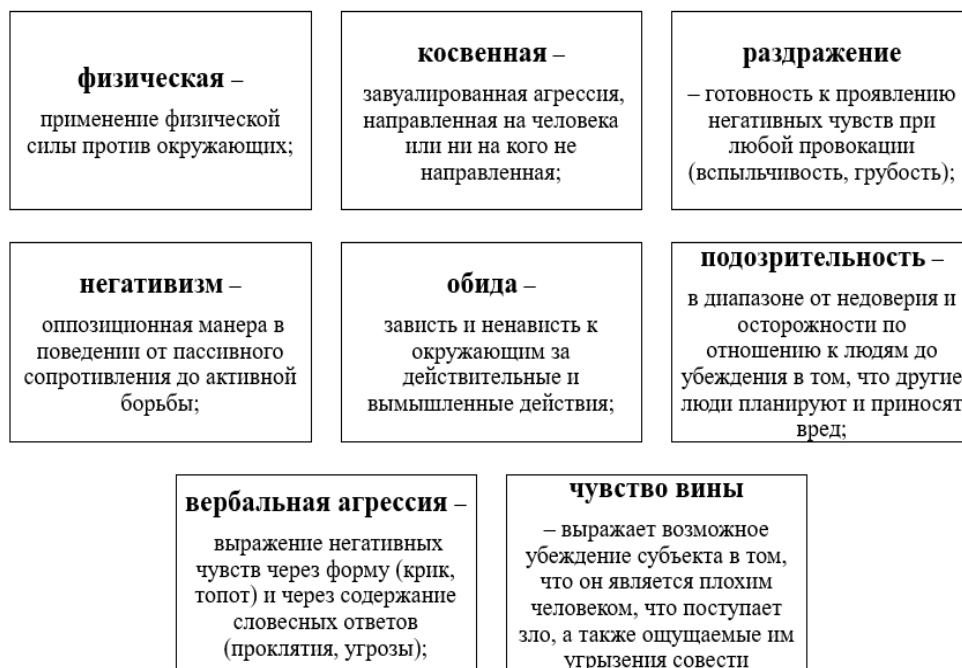 физическая –
применение физической
силы против окружающих;
косвенная –
завуалированная агрессия,
направленная на человека
или ни на кого не
направленная;
раздражение
– готовность к проявлению
негативных чувств при
любой провокации
(вспыльчивость, грубость);
негативизм –
оппозиционная манера в
поведении от пассивного
сопротивления до активной
борьбы;
обида –
зависть и ненависть к
окружающим за
действительные и
вымышленные действия;
подозрительность –
в диапазоне от недоверия и
осторожности по
отношению к людям до
убеждения в том, что другие
люди планируют и приносят
вред;
вербальная агрессия –
выражение негативных
чувств через форму (крик,
топот) и через содержание
словесных ответов
(проклятия, угрозы);
чувство вины
– выражает возможное
убеждение субъекта в том,
что он является плохим
человеком, что поступает
зло, а также ощущаемые им
угрызения совести